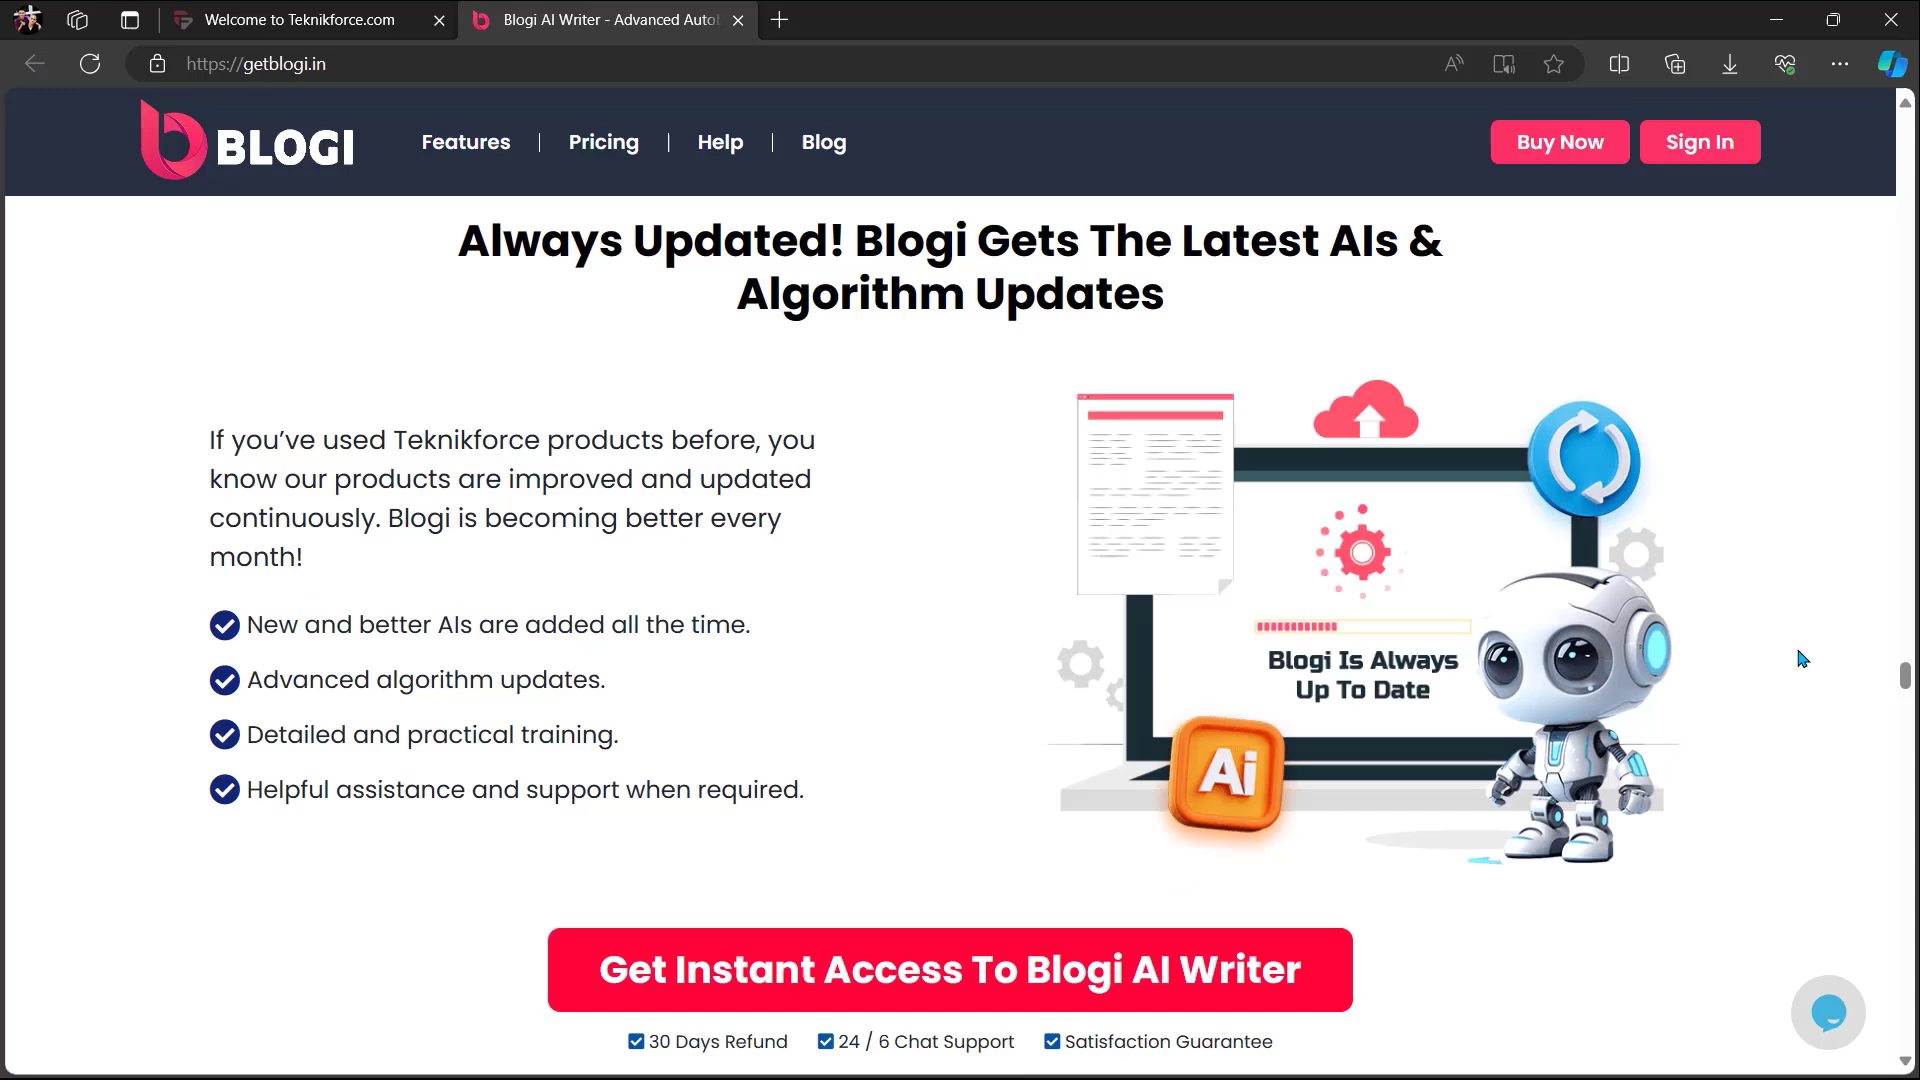 Welcome to Teknikforce.com
Blogi AI Writer - Advanced Autob
https://getblogi.in
BLOGI
Features
Pricing
Help
Blog
Buy Now
Sign In
Always Updated! Blogi Gets The Latest AIs &
Algorithm Updates
If you've used Teknikforce products before, you
know our products are improved and updated
continuously. Blogi is becoming better every
month!
New and better AIs are added all the time.
Advanced algorithm updates.
Detailed and practical training.
Helpful assistance and support when required.
Blogi Is Always
Up To Date
Ai
Get Instant Access To Blogi AI Writer
30 Days Refund
24 / 6 Chat Support
Satisfaction Guarantee